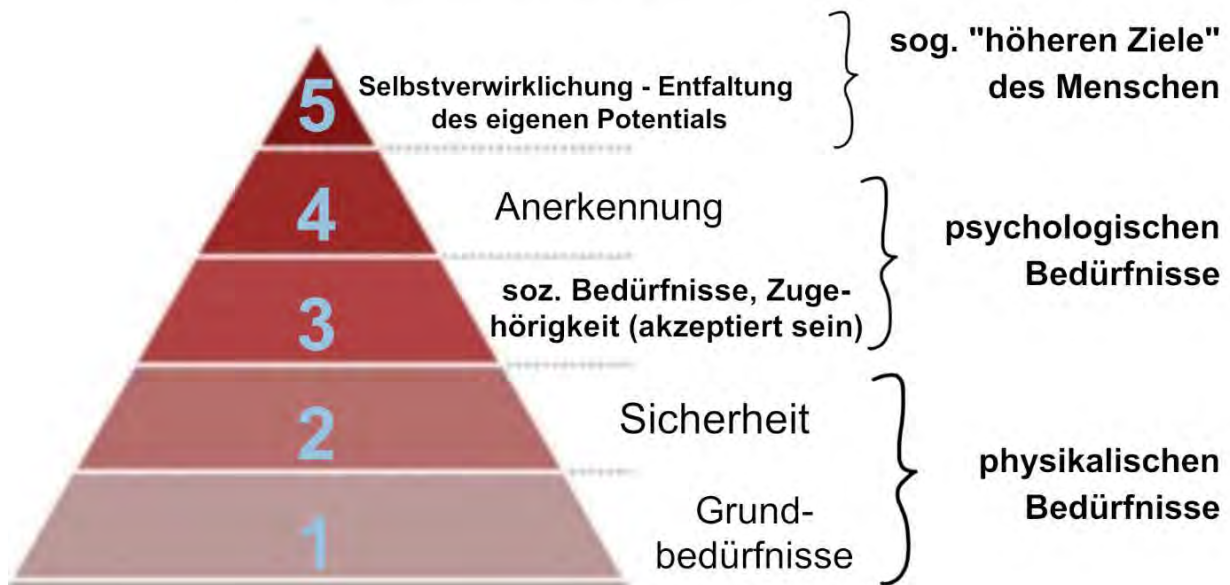 sog. "höheren Ziele"
des Menschen
5
Selbstverwirklichung - Entfaltung
des eigenen Potentials
4
Anerkennung
psychologischen
Bedürfnisse
3
soz. Bedürfnisse, Zuge-
hörigkeit (akzeptiert sein)
2
Sicherheit
physikalischen
Bedürfnisse
1
Grund-
bedürfnisse